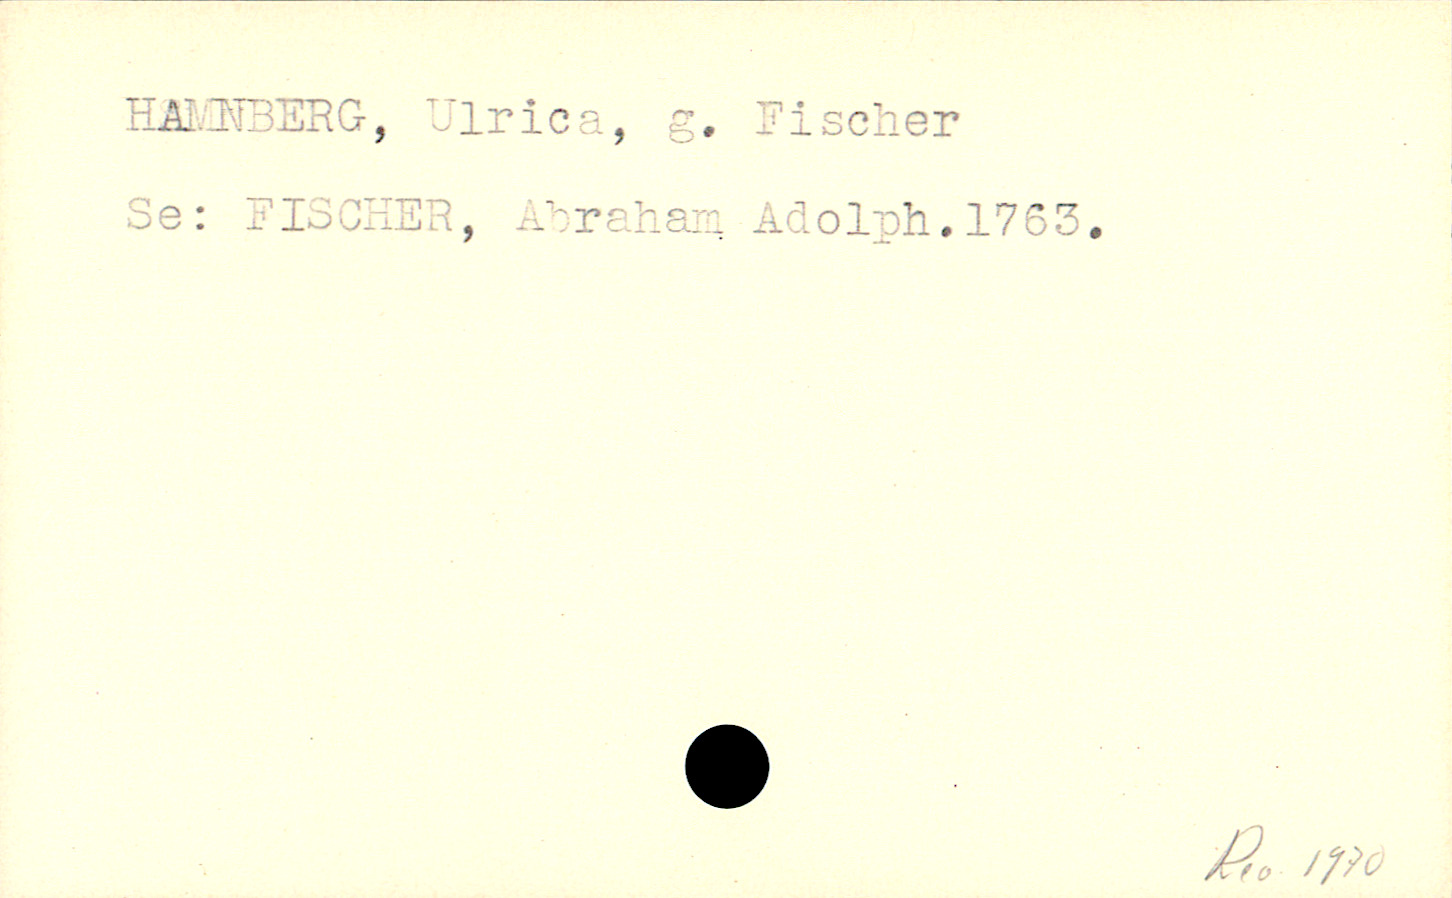 HAMNBERG, Ulrica, g. Fischer
Se: FISCHER, Abraham Adolph.1763.
Rev. 1970